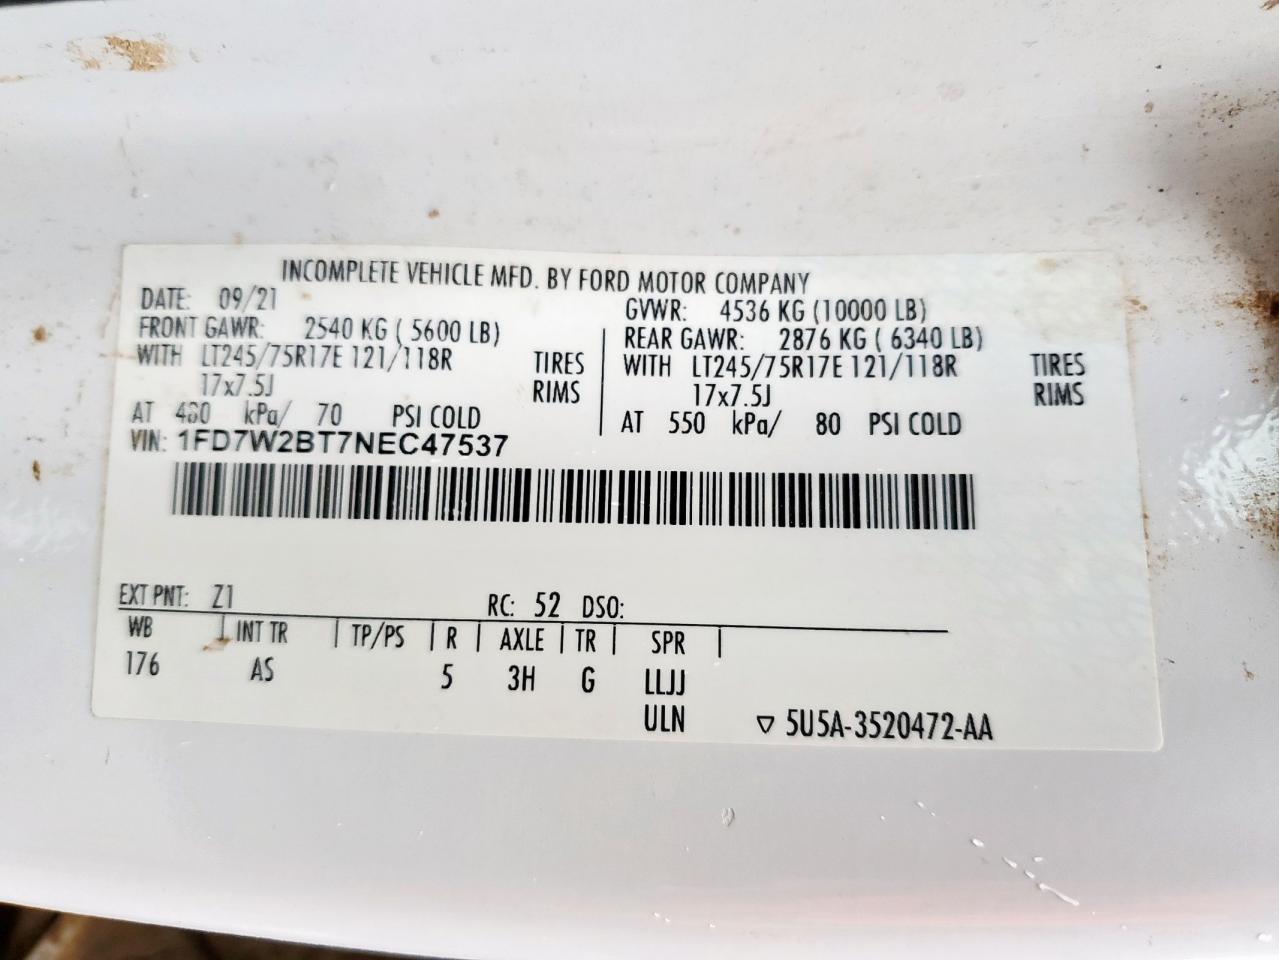 INCOMPLETE VEHICLE MFD. BY FORD MOTOR COMPANY
DATE: 09/21 GVWR: 4536 KG (10000 LB)
FRONT GAWR: 2540 KG ( 5600 LB) REAR GAWR: 2876 KG ( 6340 LB)
WITH LT245/75R17E 121/118R TIRES WITH LT245/75R17E 121/118R TIRES
17x7.5J RIMS 17x7.5J RIMS
AT 480 kPa/ 70 PSI COLD AT 550 kPa/ 80 PSI COLD
VIN: 1FD7W2BT7NEC47537
EXT PNT: Z1 RC: 52 DSO:
WB INT TR TP/PS R AXLE TR SPR
176 AS 5 3H G LLJJ
ULN ▽ 5U5A-3520472-AA